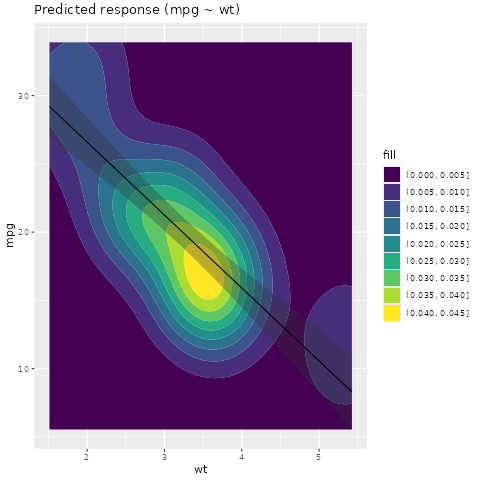 Predicted response (mpg ~ wt)
mpg
30
20
10
2 3 4 5
wt
fill
(0.000, 0.005]
(0.005, 0.010]
(0.010, 0.015]
(0.015, 0.020]
(0.020, 0.025]
(0.025, 0.030]
(0.030, 0.035]
(0.035, 0.040]
(0.040, 0.045]